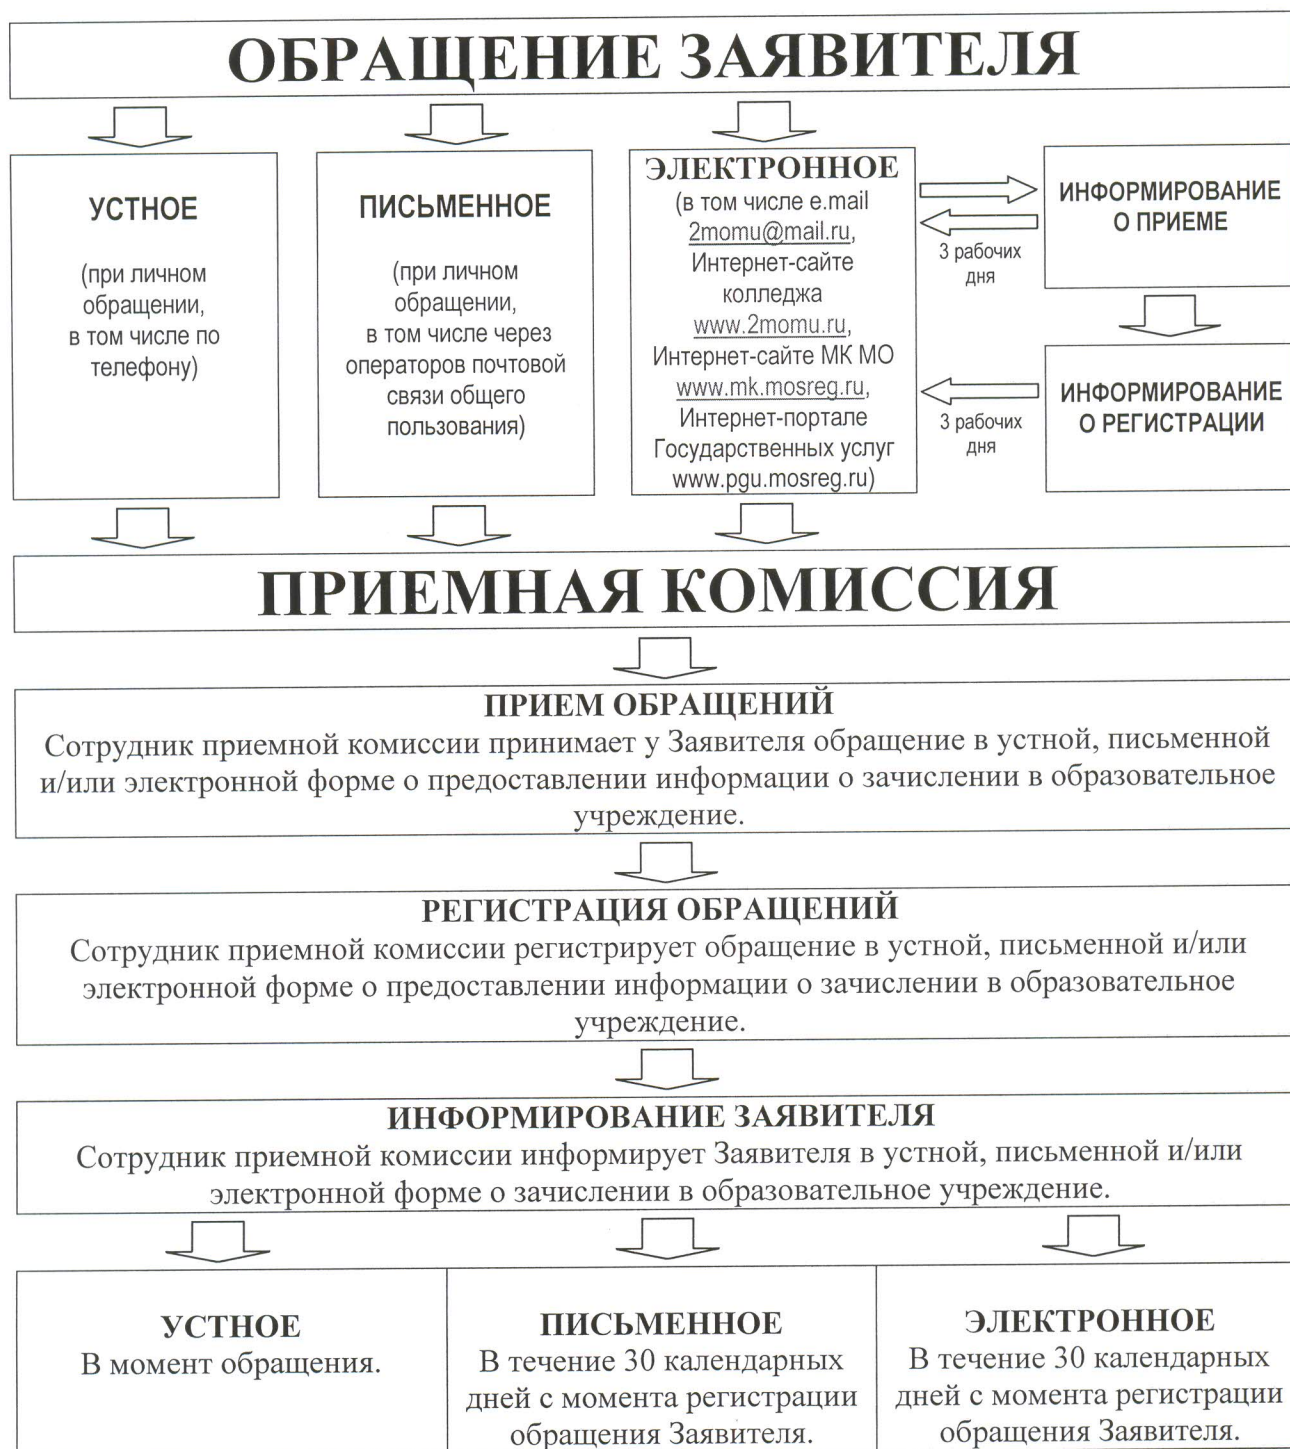 ОБРАЩЕНИЕ ЗАЯВИТЕЛЯ
УСТНОЕ
(при личном
обращении,
в том числе по
телефону)
ПИСЬМЕННОЕ
(при личном
обращении,
в том числе через
операторов почтовой
связи общего
пользования)
ЭЛЕКТРОННОЕ
(в том числе e.mail
2momu@mail.ru,
Интернет-сайте
колледжа
www.2momu.ru,
Интернет-сайте МК МО
www.mk.mosreg.ru,
Интернет-портале
Государственных услуг
www.pgu.mosreg.ru)
3 рабочих
дня
ИНФОРМИРОВАНИЕ
О ПРИЕМЕ
3 рабочих
дня
ИНФОРМИРОВАНИЕ
О РЕГИСТРАЦИИ
ПРИЕМНАЯ КОМИССИЯ
ПРИЕМ ОБРАЩЕНИЙ
Сотрудник приемной комиссии принимает у Заявителя обращение в устной, письменной
и/или электронной форме о предоставлении информации о зачислении в образовательное
учреждение.
РЕГИСТРАЦИЯ ОБРАЩЕНИЙ
Сотрудник приемной комиссии регистрирует обращение в устной, письменной и/или
электронной форме о предоставлении информации о зачислении в образовательное
учреждение.
ИНФОРМИРОВАНИЕ ЗАЯВИТЕЛЯ
Сотрудник приемной комиссии информирует Заявителя в устной, письменной и/или
электронной форме о зачислении в образовательное учреждение.
УСТНОЕ
В момент обращения.
ПИСЬМЕННОЕ
В течение 30 календарных
дней с момента регистрации
обращения Заявителя.
ЭЛЕКТРОННОЕ
В течение 30 календарных
дней с момента регистрации
обращения Заявителя.